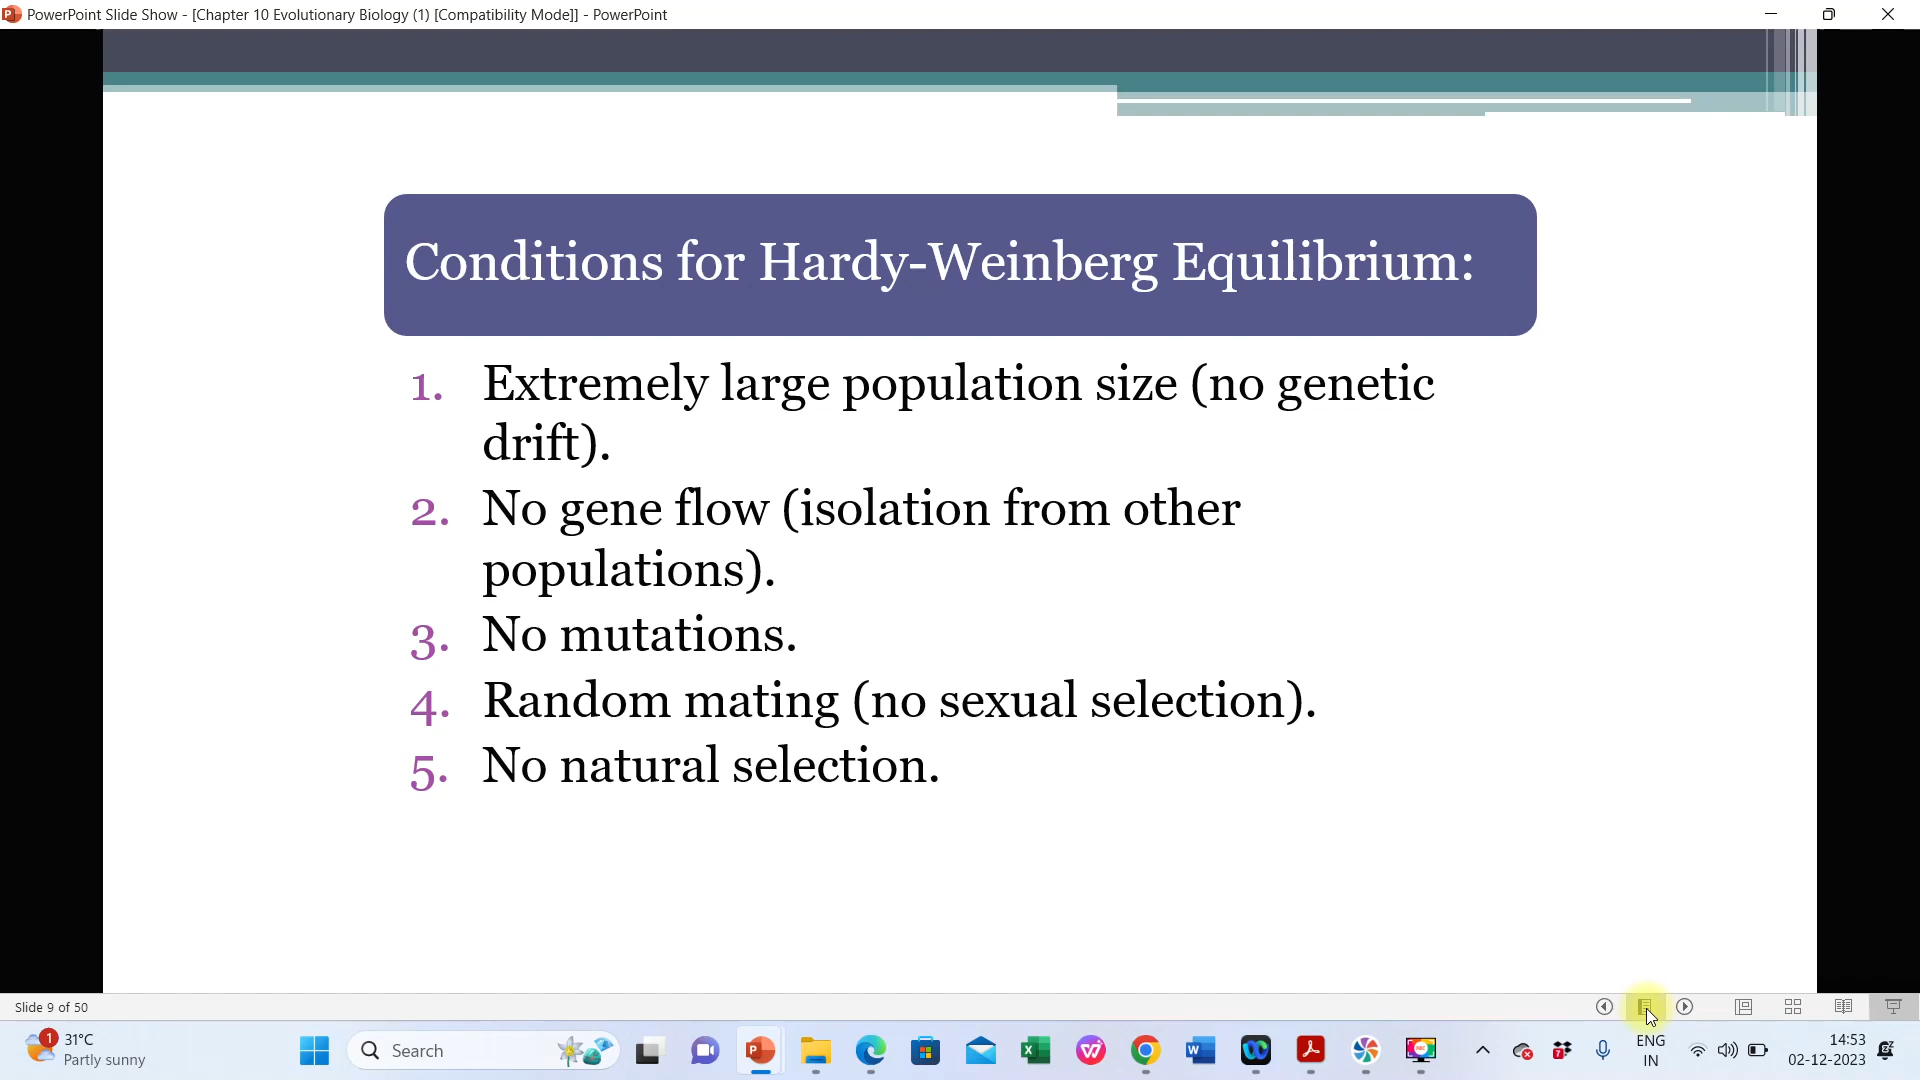 PowerPoint Slide Show - [Chapter 10 Evolutionary Biology (1) [Compatibility Mode]] - PowerPoint
Conditions for Hardy-Weinberg Equilibrium:
1. Extremely large population size (no genetic
drift).
2. No gene flow (isolation from other
populations).
3. No mutations.
4. Random mating (no sexual selection).
5. No natural selection.
Slide 9 of 50
1
31°C
Partly sunny
Search
7
ENG
IN
14:53
02-12-2023